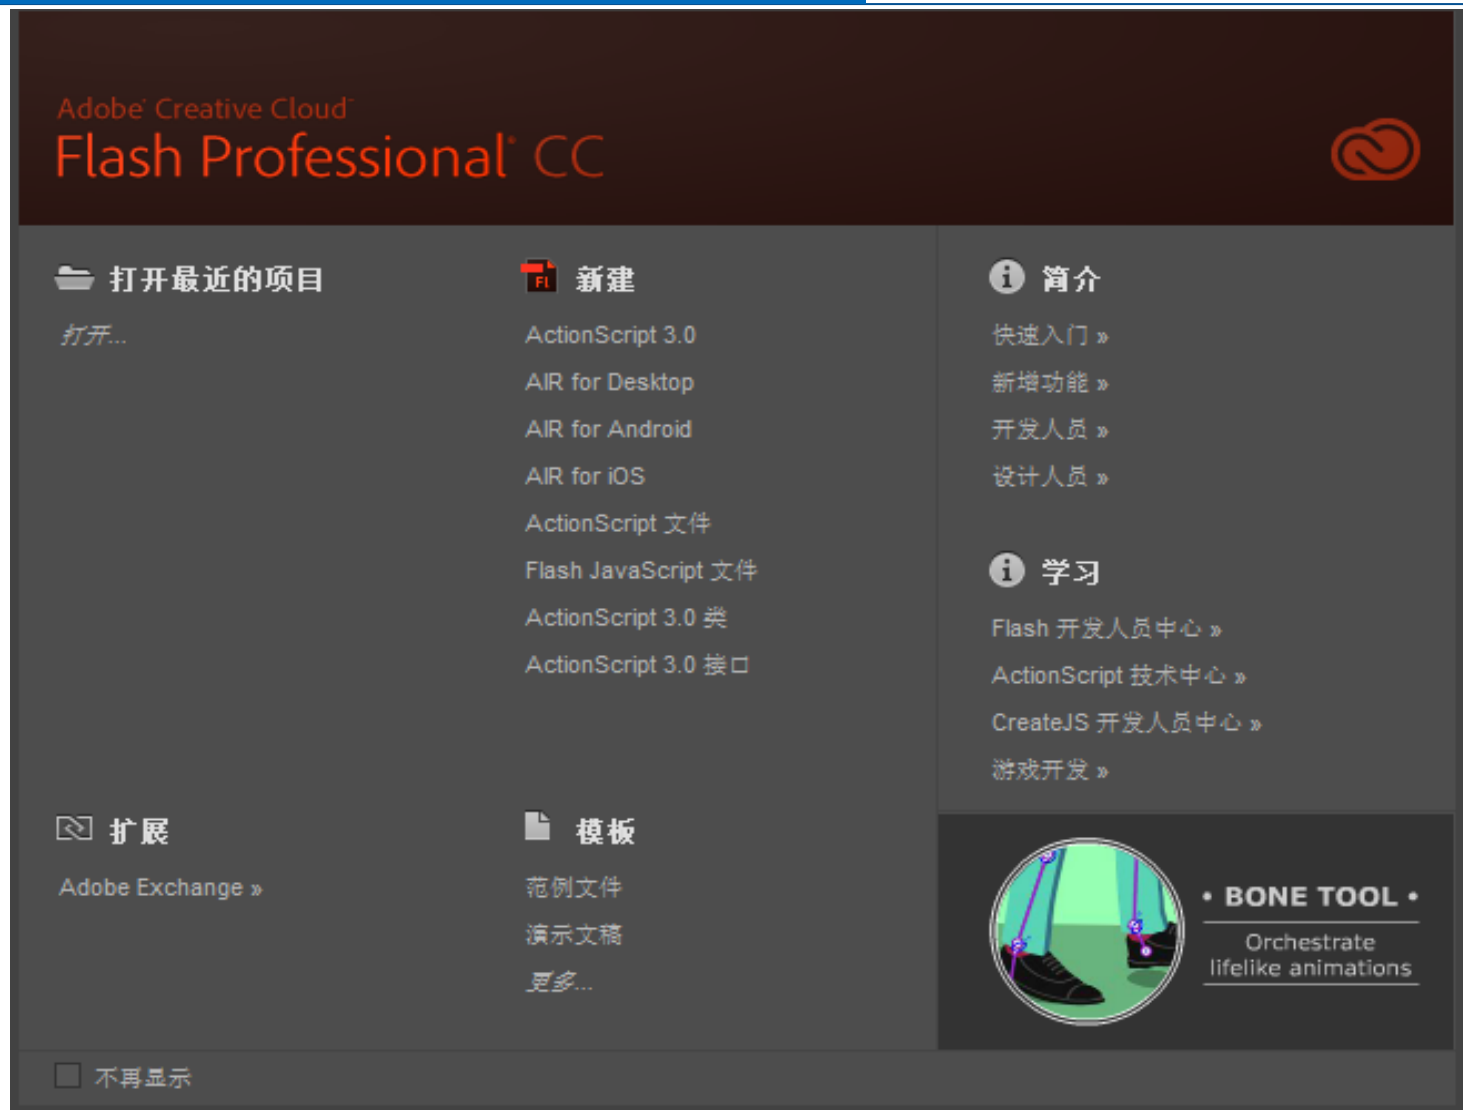 Adobe® Creative Cloud™
Flash Professional® CC
打开最近的项目
打开...
新建
ActionScript 3.0
AIR for Desktop
AIR for Android
AIR for iOS
ActionScript 文件
Flash JavaScript 文件
ActionScript 3.0 类
ActionScript 3.0 接口
简介
快速入门 »
新增功能 »
开发人员 »
设计人员 »
学习
Flash 开发人员中心 »
ActionScript 技术中心 »
CreateJS 开发人员中心 »
游戏开发 »
扩展
Adobe Exchange »
FL
模板
范例文件
演示文稿
更多...
• BONE TOOL •
Orchestrate
lifelike animations
不再显示